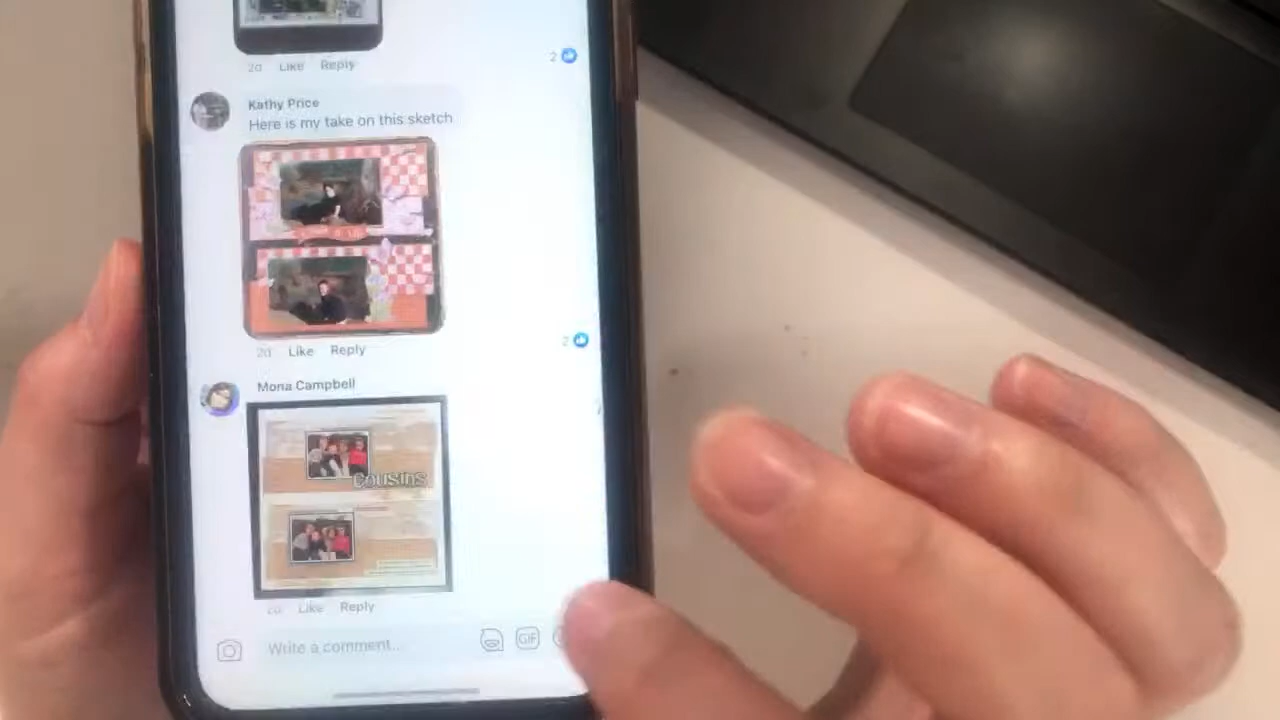 2d Like Reply 2
Kathy Price
Here is my take on this sketch
2d Like Reply 2
Mona Campbell
COUSINS
2d Like Reply
Write a comment...
GIF